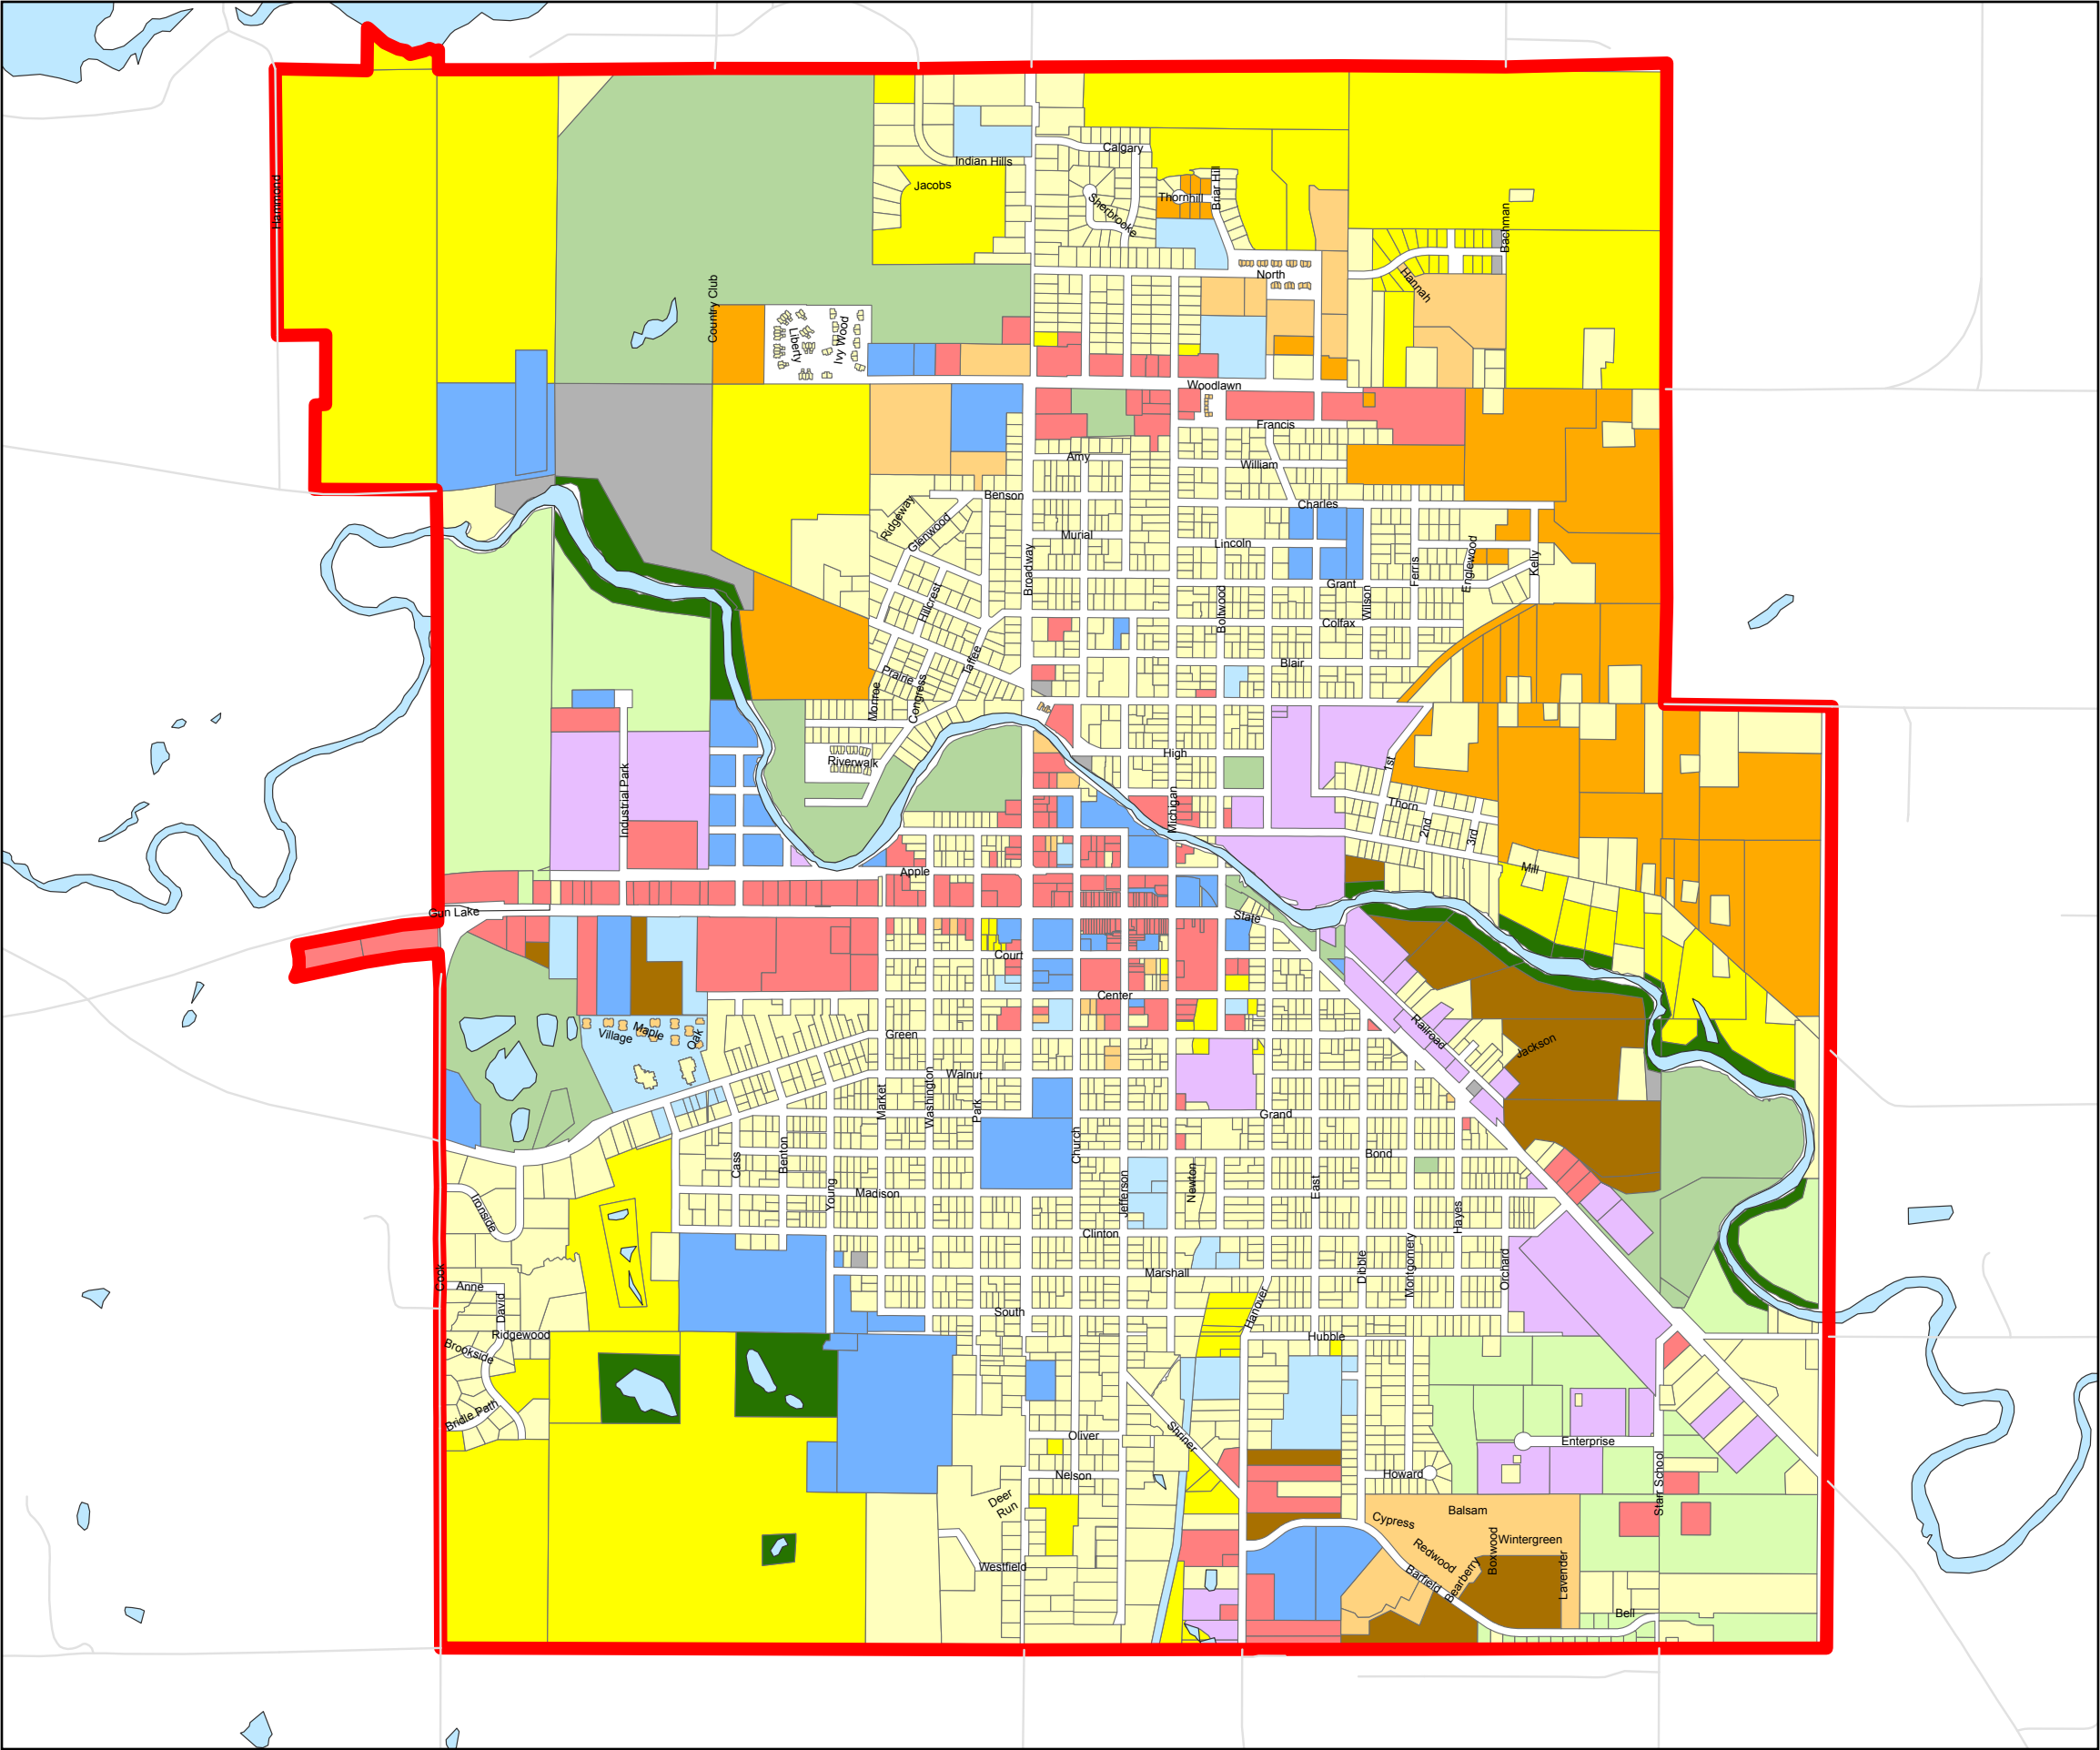 Calgary
Indian Hills
Jacobs
Hammond
Sherbrooke
Thornhill
Briar Hill
Bachman
North
Hannah
Country Club
Liberty
Ivy Wood
Woodlawn
Francis
Amy
William
Benson
Charles
Ridgeway
Glenwood
Murial
Lincoln
Broadway
Englewood
Kelly
Ferris
Grant
Hillcrest
Boltwood
Wilson
Colfax
Blair
Taffee
Prairie
Monroe
Congress
High
Riverwalk
1st
Industrial Park
Michigan
Thorn
2nd
3rd
Mill
Apple
Gun Lake
State
Court
Center
Village
Maple
Oak
Green
Railroad
Jackson
Walnut
Market
Washington
Park
Grand
Church
Cass
Benton
Bond
Young
Madison
Jefferson
Newton
East
Ironside
Hayes
Clinton
Cook
Anne
David
Marshall
Dibble
Montgomery
Orchard
South
Hanover
Ridgewood
Brookside
Hubble
Bridle Path
Oliver
Shriner
Enterprise
Nelson
Howard
Starr School
Deer
Run
Balsam
Cypress
Redwood
Boxwood
Wintergreen
Westfield
Barfield
Bearberry
Lavender
Bell